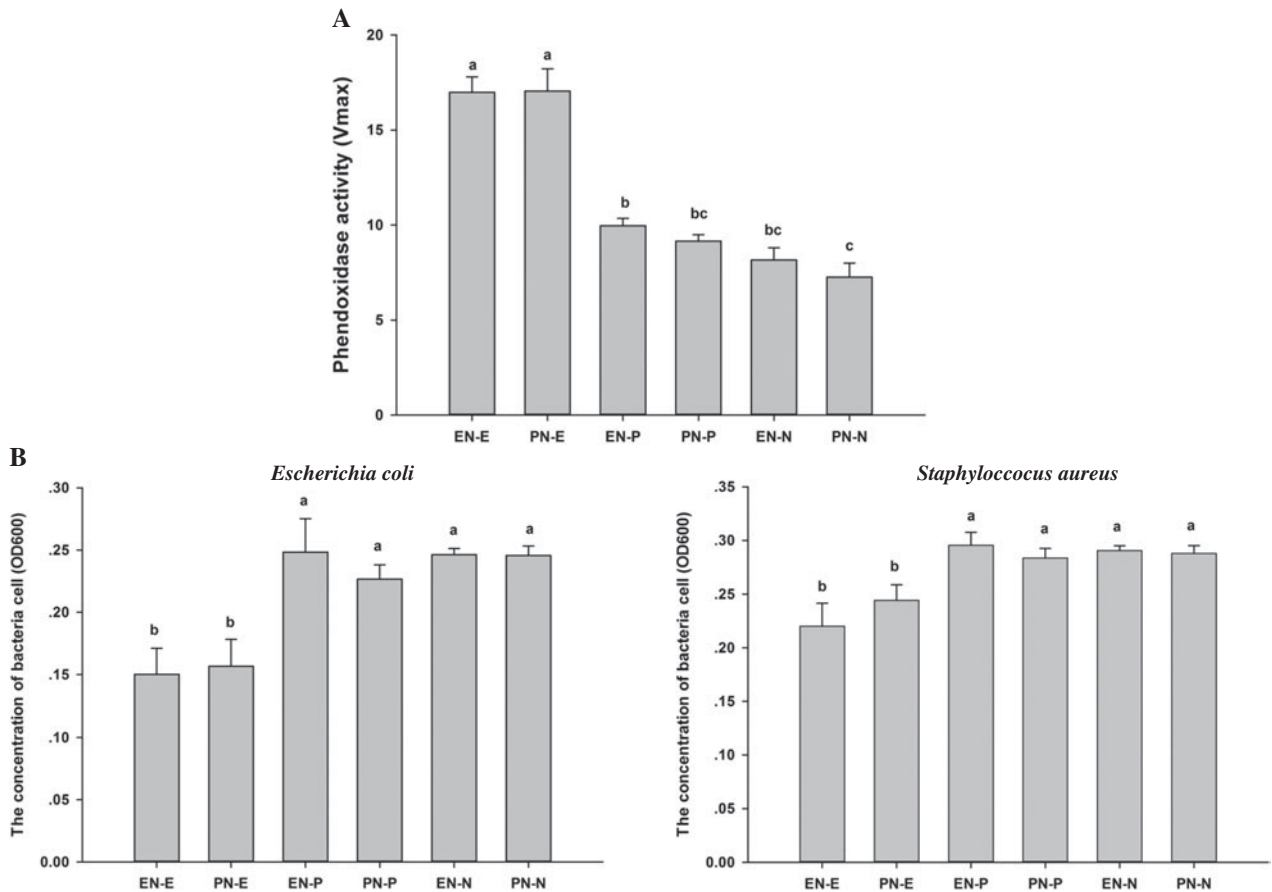 A
Phendoxidase activity (Vmax)
20
15
10
5
0
a
a
b
bc
bc
c
EN-E PN-E EN-P PN-P EN-N PN-N
B
Escherichia coli
The concentration of bacteria cell (OD600)
.30
.25
.20
.15
.10
.05
0.00
b
b
a
a
a
a
EN-E PN-E EN-P PN-P EN-N PN-N
Staphyloccocus aureus
The concentration of bacteria cell (OD600)
.35
.30
.25
.20
.15
.10
.05
0.00
b
b
a
a
a
a
EN-E PN-E EN-P PN-P EN-N PN-N